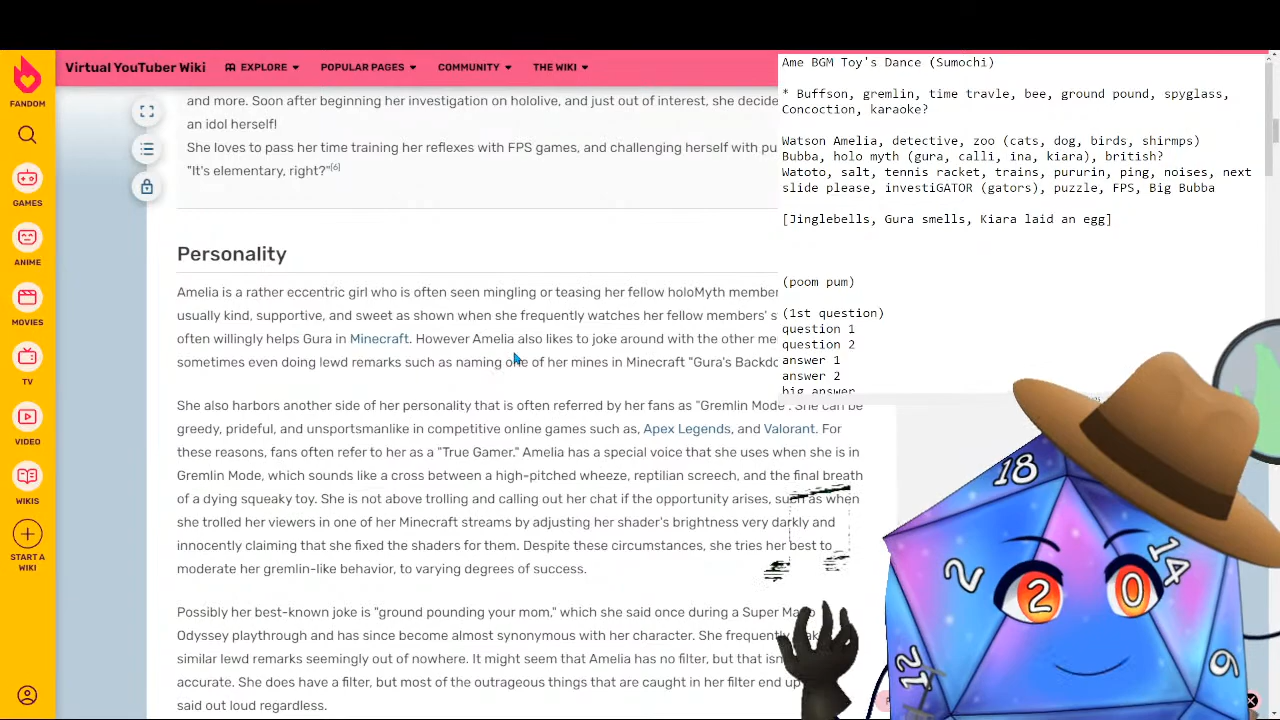 Virtual YouTuber Wiki
EXPLORE
POPULAR PAGES
COMMUNITY
THE WIKI
FANDOM
GAMES
ANIME
MOVIES
TV
VIDEO
WIKIS
START A
WIKI
and more. Soon after beginning her investigation on hololive, and just out of interest, she decide
an idol herself!
She loves to pass her time training her reflexes with FPS games, and challenging herself with pu
"It's elementary, right?"[6]
Personality
Amelia is a rather eccentric girl who is often seen mingling or teasing her fellow holoMyth member
usually kind, supportive, and sweet as shown when she frequently watches her fellow members' s
often willingly helps Gura in Minecraft. However Amelia also likes to joke around with the other me
sometimes even doing lewd remarks such as naming one of her mines in Minecraft "Gura's Backdo
She also harbors another side of her personality that is often referred by her fans as "Gremlin Mode". She can be
greedy, prideful, and unsportsmanlike in competitive online games such as, Apex Legends, and Valorant. For
these reasons, fans often refer to her as a "True Gamer." Amelia has a special voice that she uses when she is in
Gremlin Mode, which sounds like a cross between a high-pitched wheeze, reptilian screech, and the final breath
of a dying squeaky toy. She is not above trolling and calling out her chat if the opportunity arises, such as when
she trolled her viewers in one of her Minecraft streams by adjusting her shader's brightness very darkly and
innocently claiming that she fixed the shaders for them. Despite these circumstances, she tries her best to
moderate her gremlin-like behavior, to varying degrees of success.
Possibly her best-known joke is "ground pounding your mom," which she said once during a Super Ma
Odyssey playthrough and has since become almost synonymous with her character. She frequently
similar lewd remarks seemingly out of nowhere. It might seem that Amelia has no filter, but that isn
accurate. She does have a filter, but most of the outrageous things that are caught in her filter end up
said out loud regardless.
Ame BGM Toy's Dance (Sumochi)
* Buffson, gremlin, time travle, bee, ground pound, spyglass,
Concoction, karaoke?
Watson Amelia, detective, zoo (cats, dog, birds, shirmps)
Bubba, holo myth (gura, calli, ina, kiara), british?
Watoto, salt, tennis racket, trains, pururin, ping, noises, next
slide please, investiGATOR (gators), puzzle, FPS, Big Bubba
[Jinglebells, Gura smells, Kiara laid an egg]
(poom pum)
(1st question)
question 1
question 2
answer 1
answer 2
big answer
18
2
14
2
0
12
9